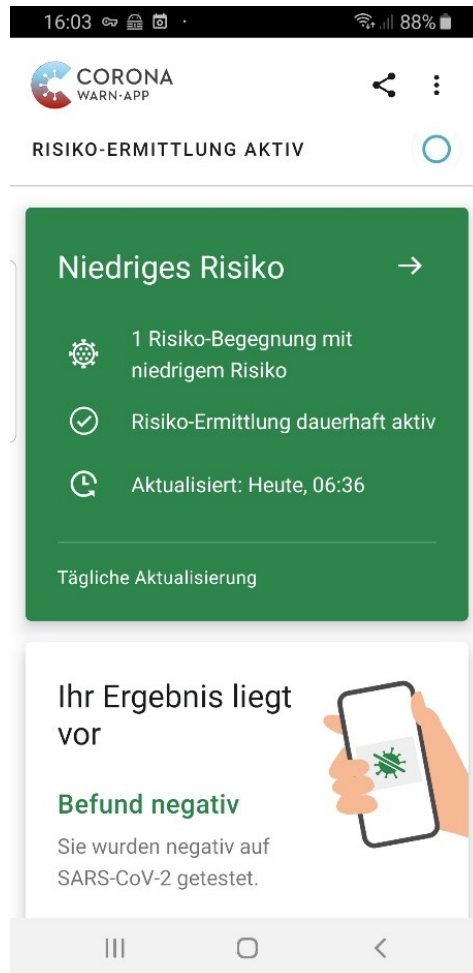 16:03 88%
CORONA
WARN-APP
RISIKO-ERMITTLUNG AKTIV
Niedriges Risiko
1 Risiko-Begegnung mit
niedrigem Risiko
Risiko-Ermittlung dauerhaft aktiv
Aktualisiert: Heute, 06:36
Tägliche Aktualisierung
Ihr Ergebnis liegt
vor
Befund negativ
Sie wurden negativ auf
SARS-CoV-2 getestet.